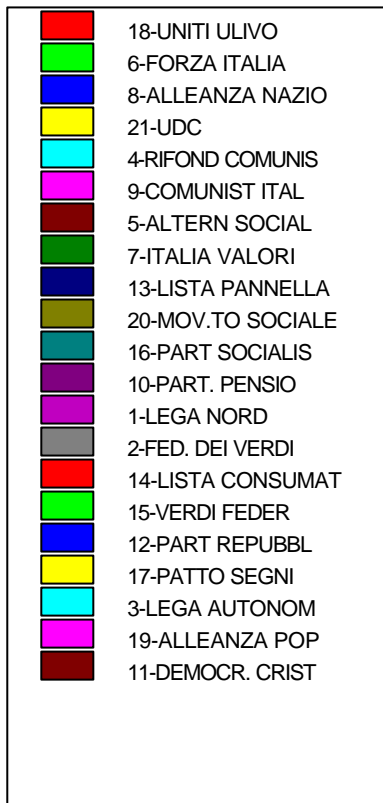 18-UNITI ULIVO
6-FORZA ITALIA
8-ALLEANZA NAZIO
21-UDC
4-RIFOND COMUNIS
9-COMUNIST ITAL
5-ALTERN SOCIAL
7-ITALIA VALORI
13-LISTA PANNELLA
20-MOV.TO SOCIALE
16-PART SOCIALIS
10-PART. PENSIO
1-LEGA NORD
2-FED. DEI VERDI
14-LISTA CONSUMAT
15-VERDI FEDER
12-PART REPUBBL
17-PATTO SEGNI
3-LEGA AUTONOM
19-ALLEANZA POP
11-DEMOCR. CRIST